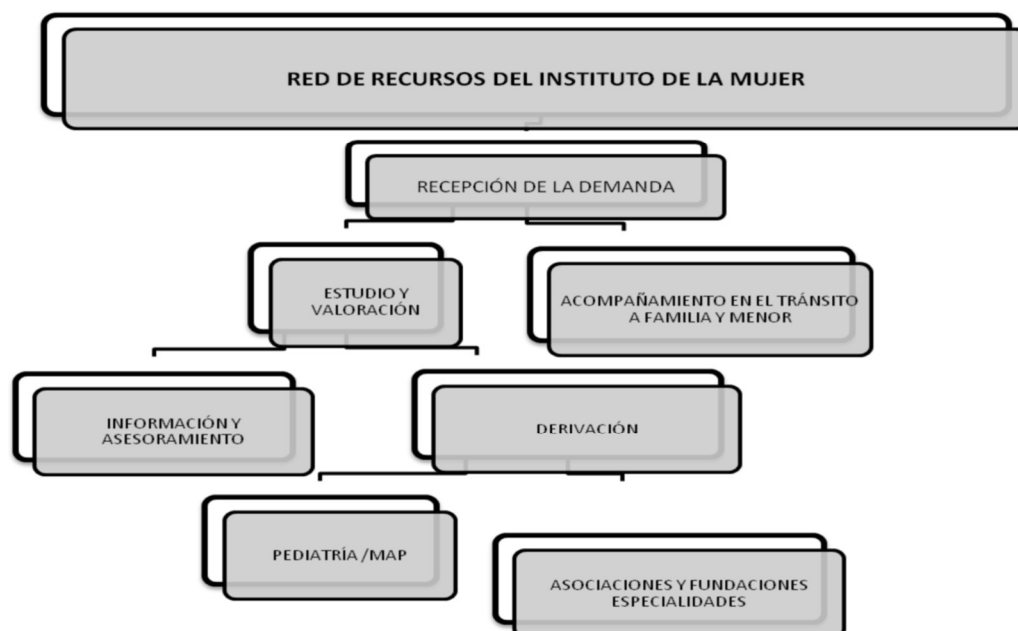 RED DE RECURSOS DEL INSTITUTO DE LA MUJER
RECEPCIÓN DE LA DEMANDA
ESTUDIO Y
VALORACIÓN
ACOMPAÑAMIENTO EN EL TRÁNSITO
A FAMILIA Y MENOR
INFORMACIÓN Y
ASESORAMIENTO
DERIVACIÓN
PEDIATRÍA /MAP
ASOCIACIONES Y FUNDACIONES
ESPECIALIDADES